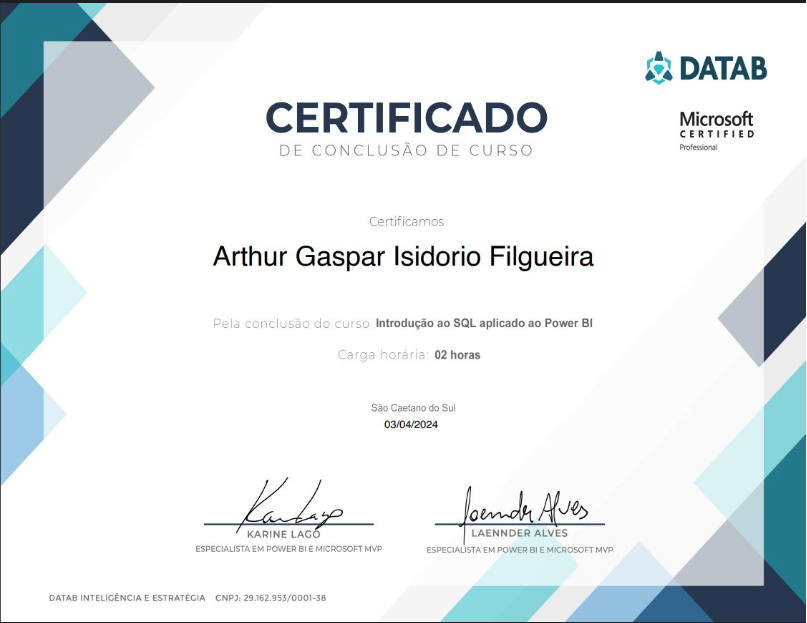 DATAB
Microsoft
CERTIFIED
Professional
CERTIFICADO
DE CONCLUSÃO DE CURSO
Certificamos
Arthur Gaspar Isidorio Filgueira
Pela conclusão do curso Introdução ao SQL aplicado ao Power BI
Carga horária: 02 horas
São Caetano do Sul
03/04/2024
Laennder Alves
KARINE LAGO
LAENNDER ALVES
ESPECIALISTA EM POWER BI E MICROSOFT MVP
ESPECIALISTA EM POWER BI E MICROSOFT MVP
DATAB INTELIGÊNCIA E ESTRATÉGIA CNPJ: 29.162.953/0001-38